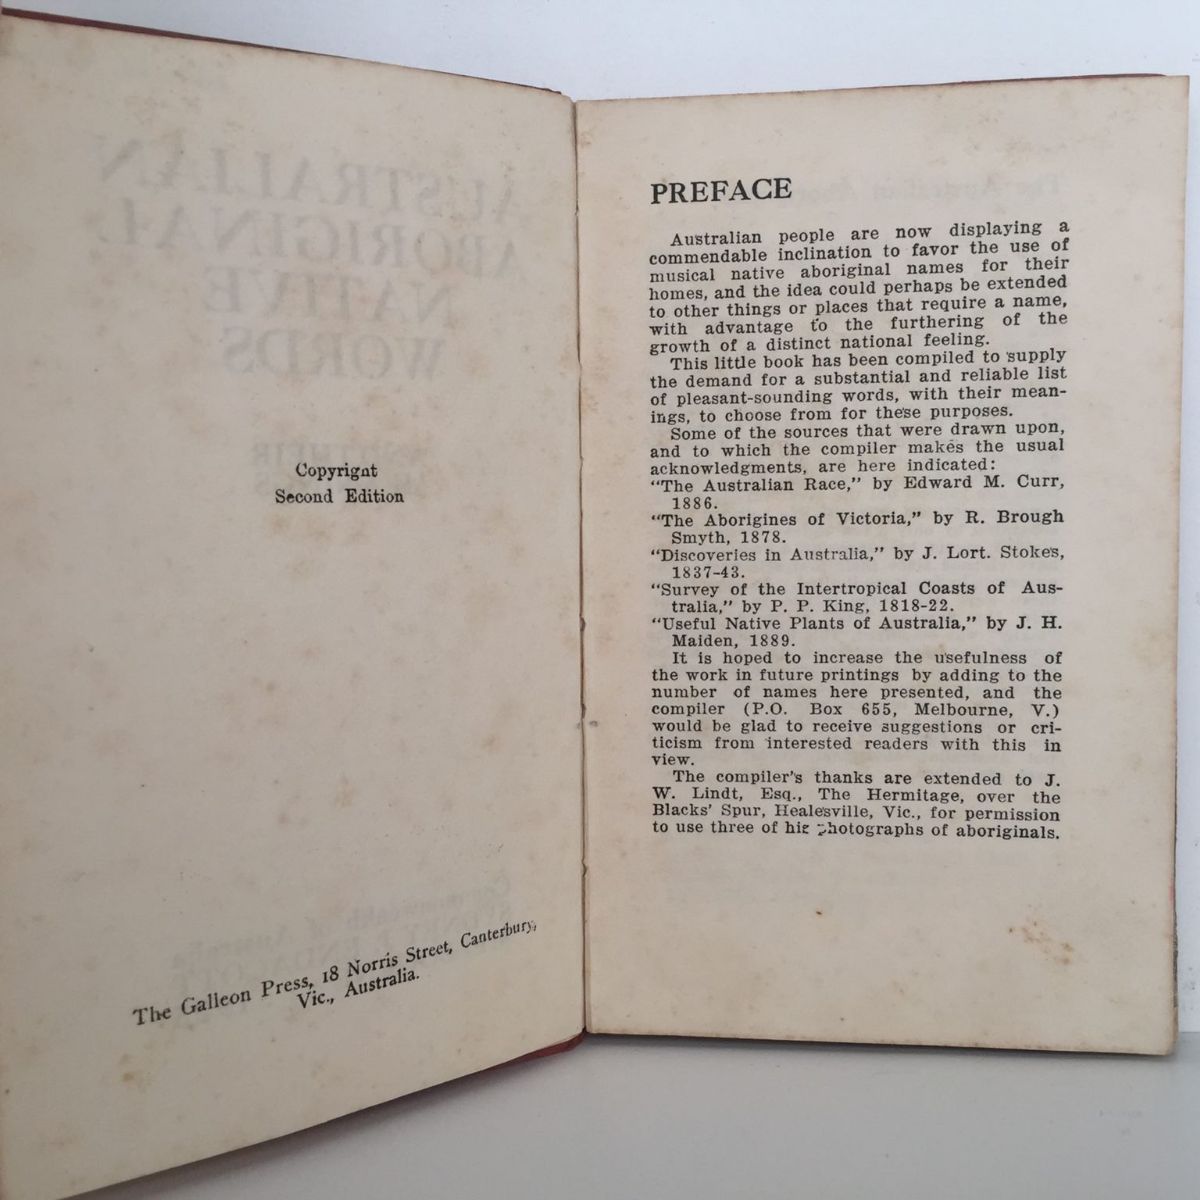 Copyright
Second Edition
The Galleon Press, 18 Norris Street, Canterbury,
Vic., Australia.
PREFACE
Australian people are now displaying a
commendable inclination to favor the use of
musical native aboriginal names for their
homes, and the idea could perhaps be extended
to other things or places that require a name,
with advantage to the furthering of the
growth of a distinct national feeling.
This little book has been compiled to supply
the demand for a substantial and reliable list
of pleasant-sounding words, with their mean-
ings, to choose from for these purposes.
Some of the sources that were drawn upon,
and to which the compiler makes the usual
acknowledgments, are here indicated:
"The Australian Race," by Edward M. Curr,
1886.
"The Aborigines of Victoria," by R. Brough
Smyth, 1878.
"Discoveries in Australia," by J. Lort. Stokes,
1837-43.
"Survey of the Intertropical Coasts of Aus-
tralia," by P. P. King, 1818-22.
"Useful Native Plants of Australia," by J. H.
Maiden, 1889.
It is hoped to increase the usefulness of
the work in future printings by adding to the
number of names here presented, and the
compiler (P.O. Box 655, Melbourne, V.)
would be glad to receive suggestions or cri-
ticism from interested readers with this in
view.
The compiler's thanks are extended to J.
W. Lindt, Esq., The Hermitage, over the
Blacks' Spur, Healesville, Vic., for permission
to use three of his photographs of aboriginals.